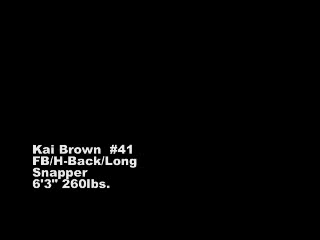 Kai Brown  #41
FB/H-Back/Long
Snapper
6'3" 260lbs.